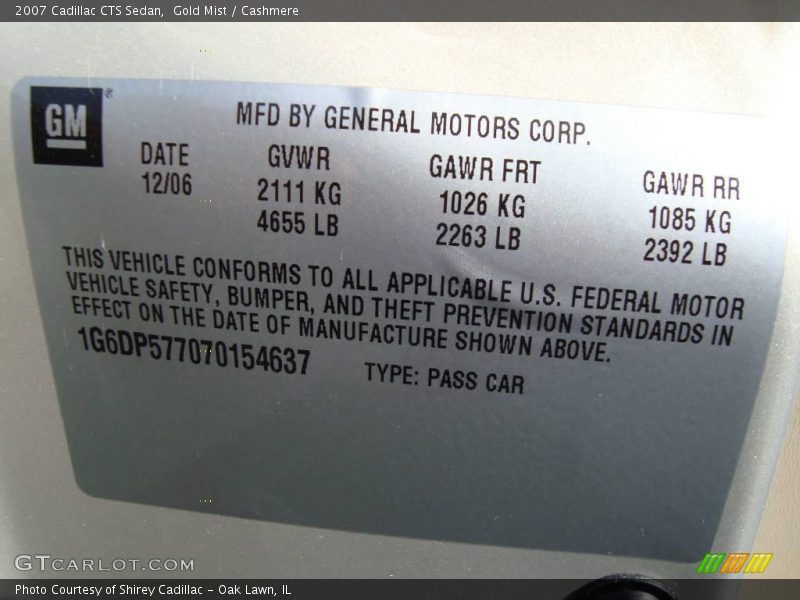 2007 Cadillac CTS Sedan,  Gold Mist / Cashmere
GM ®
MFD BY GENERAL MOTORS CORP.
DATE GVWR GAWR FRT GAWR RR
12/06 2111 KG 1026 KG 1085 KG
4655 LB 2263 LB 2392 LB
THIS VEHICLE CONFORMS TO ALL APPLICABLE U.S. FEDERAL MOTOR
VEHICLE SAFETY, BUMPER, AND THEFT PREVENTION STANDARDS IN
EFFECT ON THE DATE OF MANUFACTURE SHOWN ABOVE.
1G6DP577070154637 TYPE: PASS CAR
GTCARLOT.COM
Photo Courtesy of Shirey Cadillac - Oak Lawn, IL